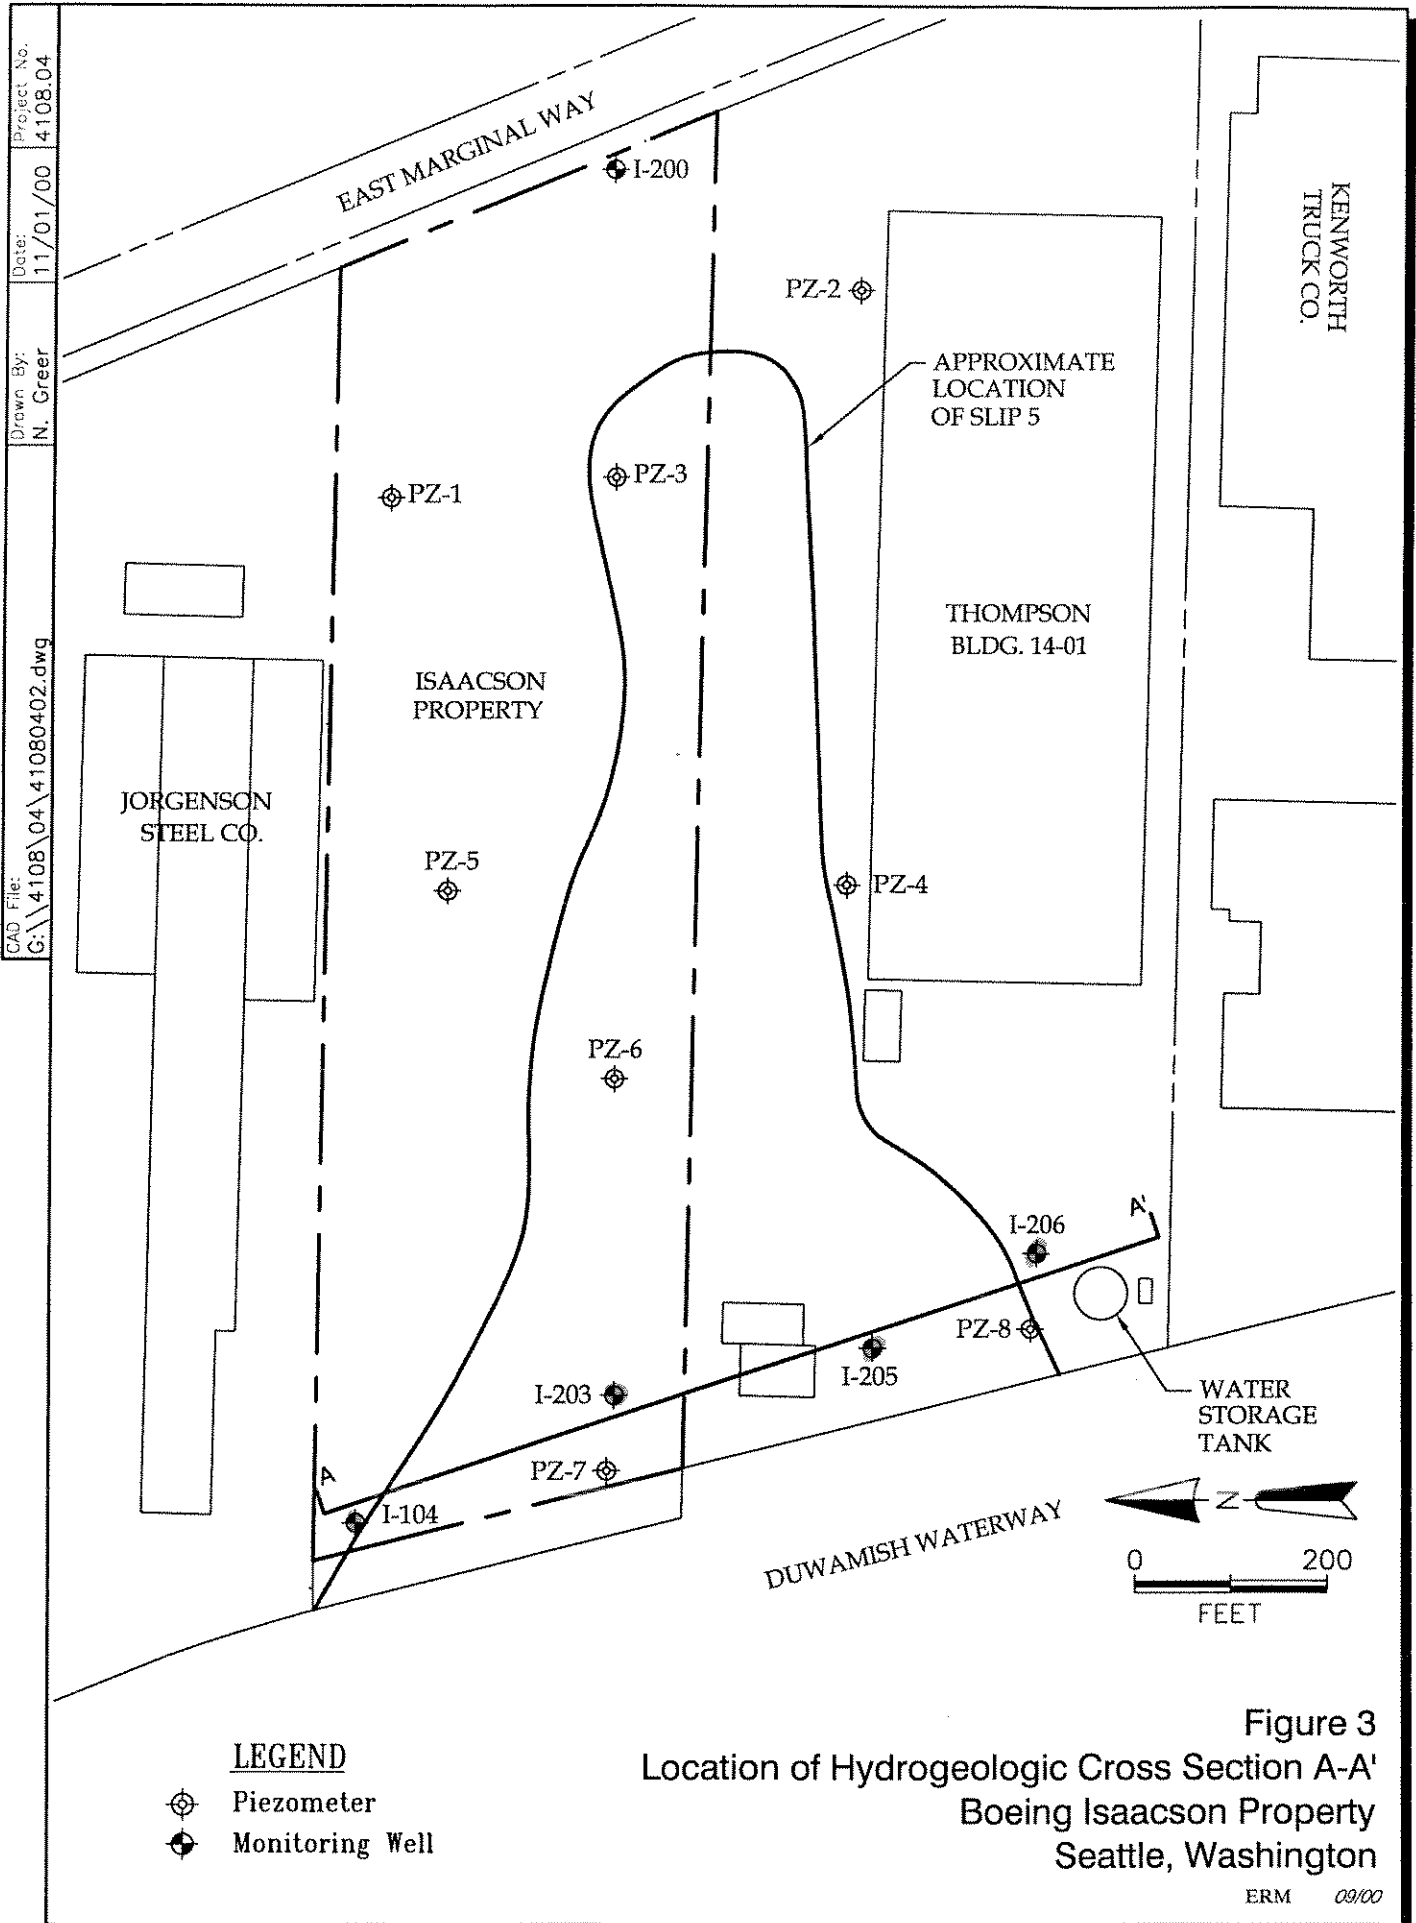 Project No.
4108.04
Date:
11/01/00
Drawn By:
N. Greer
CAD File:
G:\\4108\04\41080402.dwg
EAST MARGINAL WAY
I-200
PZ-2
KENWORTH
TRUCK CO.
APPROXIMATE
LOCATION
OF SLIP 5
PZ-1
PZ-3
THOMPSON
BLDG. 14-01
ISAACSON
PROPERTY
JORGENSON
STEEL CO.
PZ-5
PZ-4
PZ-6
A'
I-206
PZ-8
I-205
I-203
WATER
STORAGE
TANK
PZ-7
A
I-104
N
DUWAMISH WATERWAY
0 200
FEET
LEGEND
Piezometer
Monitoring Well
Figure 3
Location of Hydrogeologic Cross Section A-A'
Boeing Isaacson Property
Seattle, Washington
ERM 09/00